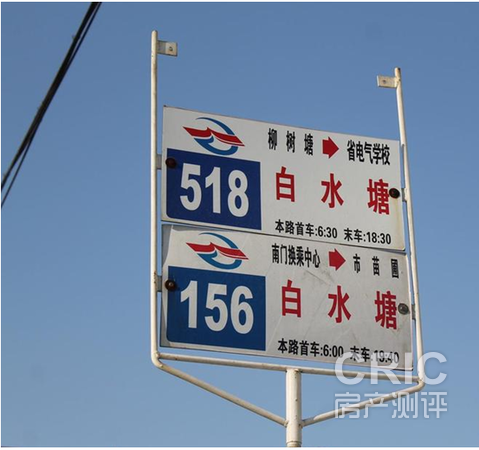 柳树塘 → 省电气学校
518 白水塘
本路首车:6:30 末车:18:30
南门换乘中心 → 市苗圃
156 白水塘
本路首车:6:00 末车:19:40
CRIC
房产测评